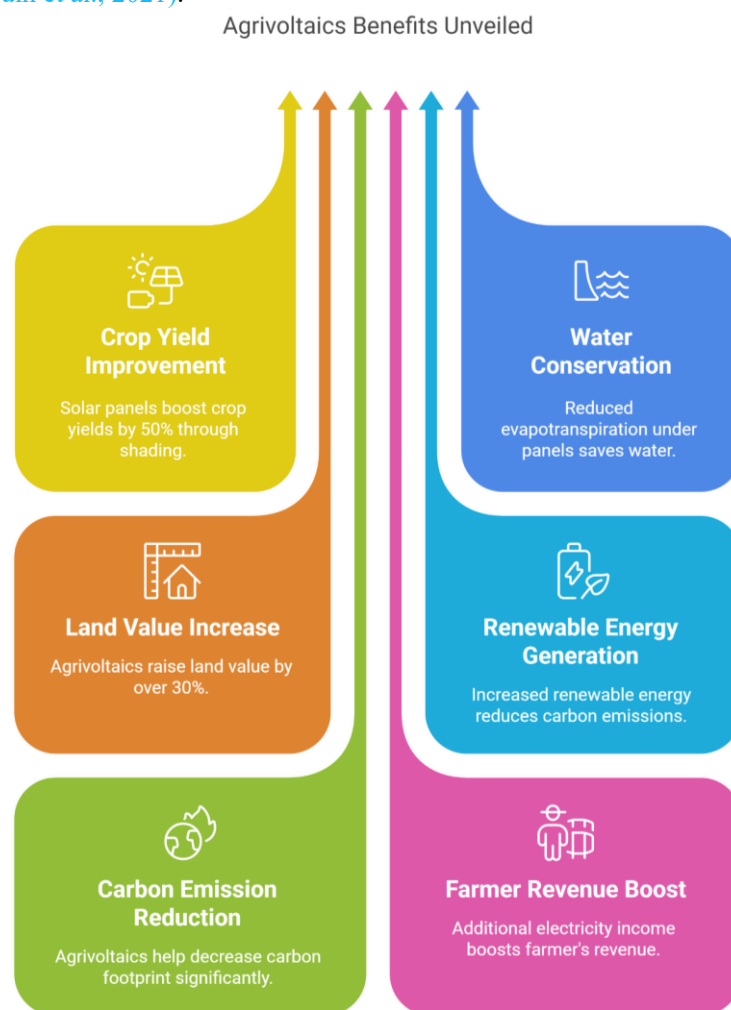 et al., 2021).
Agrivoltaics Benefits Unveiled
Crop Yield
Improvement
Solar panels boost crop
yields by 50% through
shading.
Water
Conservation
Reduced
evapotranspiration under
panels saves water.
Land Value Increase
Agrivoltaics raise land value by
over 30%.
Renewable Energy
Generation
Increased renewable energy
reduces carbon emissions.
Carbon Emission
Reduction
Agrivoltaics help decrease carbon
footprint significantly.
Farmer Revenue Boost
Additional electricity income
boosts farmer's revenue.